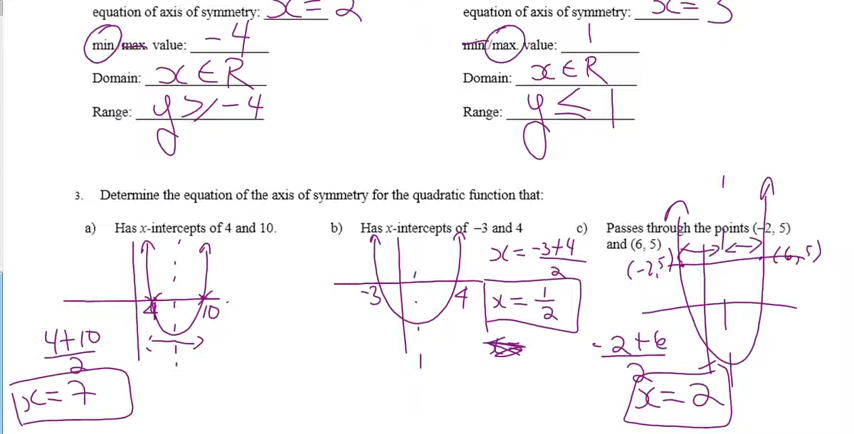 equation of axis of symmetry: x = 2
min/max. value: -4
Domain: x ∈ R
Range: y ≥ -4
equation of axis of symmetry: x = 3
min/max. value: 1
Domain: x ∈ R
Range: y ≤ 1
3. Determine the equation of the axis of symmetry for the quadratic function that:
a) Has x-intercepts of 4 and 10.
4 10
4+10
2
x = 7
b) Has x-intercepts of −3 and 4
x = -3+4
2
-3 4
x = 1
2
c) Passes through the points (−2, 5)
and (6, 5)
(-2,5) (6,5)
-2+6
2
x = 2